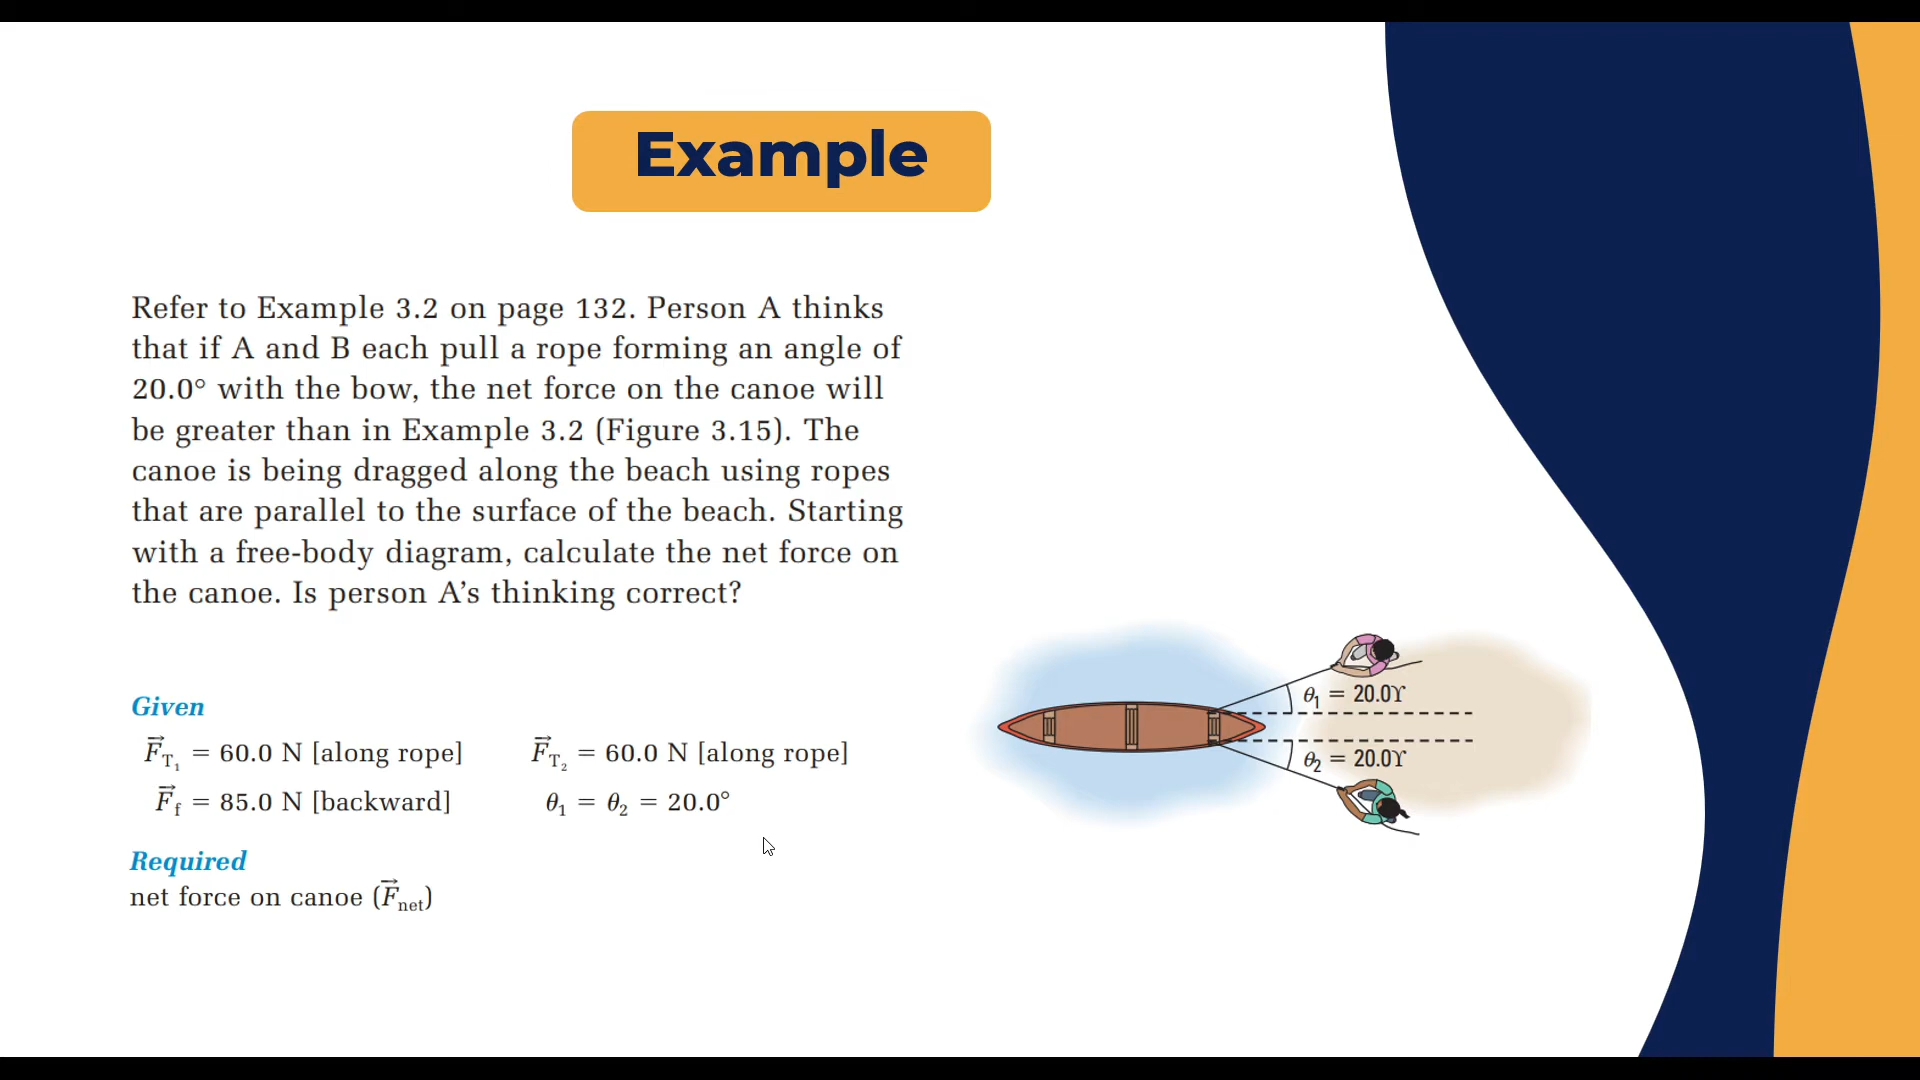 Example
Refer to Example 3.2 on page 132. Person A thinks
that if A and B each pull a rope forming an angle of
20.0° with the bow, the net force on the canoe will
be greater than in Example 3.2 (Figure 3.15). The
canoe is being dragged along the beach using ropes
that are parallel to the surface of the beach. Starting
with a free-body diagram, calculate the net force on
the canoe. Is person A’s thinking correct?
Given
F⃗T₁ = 60.0 N [along rope] F⃗T₂ = 60.0 N [along rope]
F⃗f = 85.0 N [backward] θ₁ = θ₂ = 20.0°
Required
net force on canoe (F⃗net)
θ₁ = 20.0ϒ
θ₂ = 20.0ϒ